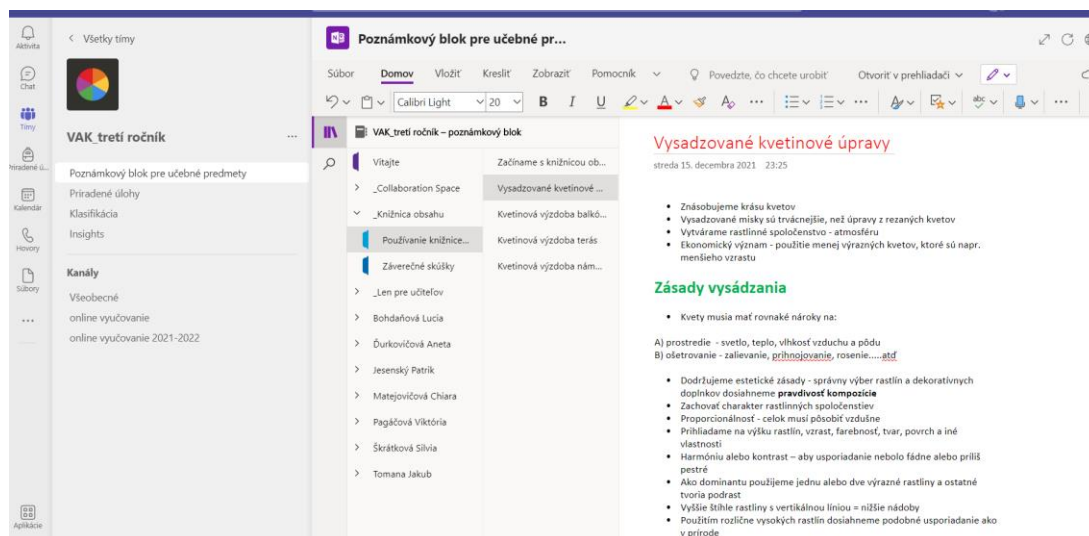 Aktivita
Chat
Tímy
Priradené ú...
Kalendár
Hovory
Súbory
Aplikácie
Všetky tímy
VAK_tretí ročník
Poznámkový blok pre učebné predmety
Priradené úlohy
Klasifikácia
Insights
Kanály
Všeobecné
online vyučovanie
online vyučovanie 2021-2022
Poznámkový blok pre učebné pr...
Súbor Domov Vložiť Kresliť Zobraziť Pomocník Povedzte, čo chcete urobiť Otvoriť v prehliadači
Calibri Light 20 B I U A A abc
VAK_tretí ročník – poznámkový blok
Vitajte
_Collaboration Space
_Knižnica obsahu
Používanie knižnice...
Záverečné skúšky
_Len pre učiteľov
Bohdaňová Lucia
Ďurkovičová Aneta
Jesenský Patrik
Matejovičová Chiara
Pagáčová Viktória
Škrátková Silvia
Tomana Jakub
Začíname s knižnicou ob...
Vysadzované kvetinové ...
Kvetinová výzdoba balkó...
Kvetinová výzdoba terás
Kvetinová výzdoba nám...
Vysadzované kvetinové úpravy
streda 15. decembra 2021 23:25
• Znásobujeme krásu kvetov
• Vysadzované misky sú trvácnejšie, než úpravy z rezaných kvetov
• Vytvárame rastlinné spoločenstvo - atmosféru
• Ekonomický význam - použitie menej výrazných kvetov, ktoré sú napr.
menšieho vzrastu
Zásady vysádzania
• Kvety musia mať rovnaké nároky na:
A) prostredie - svetlo, teplo, vlhkosť vzduchu a pôdu
B) ošetrovanie - zalievanie, prihnojovanie, rosenie.....atď
• Dodržujeme estetické zásady - správny výber rastlín a dekoratívnych
doplnkov dosiahneme pravdivosť kompozície
• Zachovať charakter rastlinných spoločenstiev
• Proporcionálnosť - celok musí pôsobiť vzdušne
• Prihliadame na výšku rastlín, vzrast, farebnosť, tvar, povrch a iné
vlastnosti
• Harmóniu alebo kontrast – aby usporiadanie nebolo fádne alebo príliš
pestré
• Ako dominantu použijeme jednu alebo dve výrazné rastliny a ostatné
tvoria podrast
• Vyššie štíhle rastliny s vertikálnou líniou = nižšie nádoby
• Použitím rozlične vysokých rastlín dosiahneme podobné usporiadanie ako
v prírode